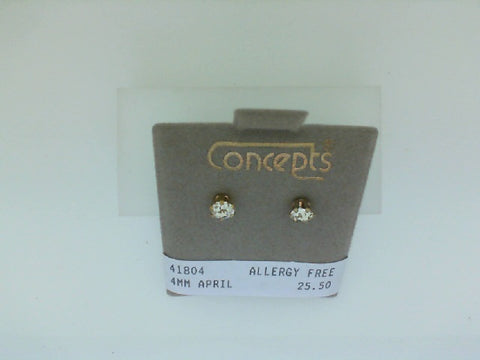 Concepts
41804 ALLERGY FREE
4MM APRIL 25.50